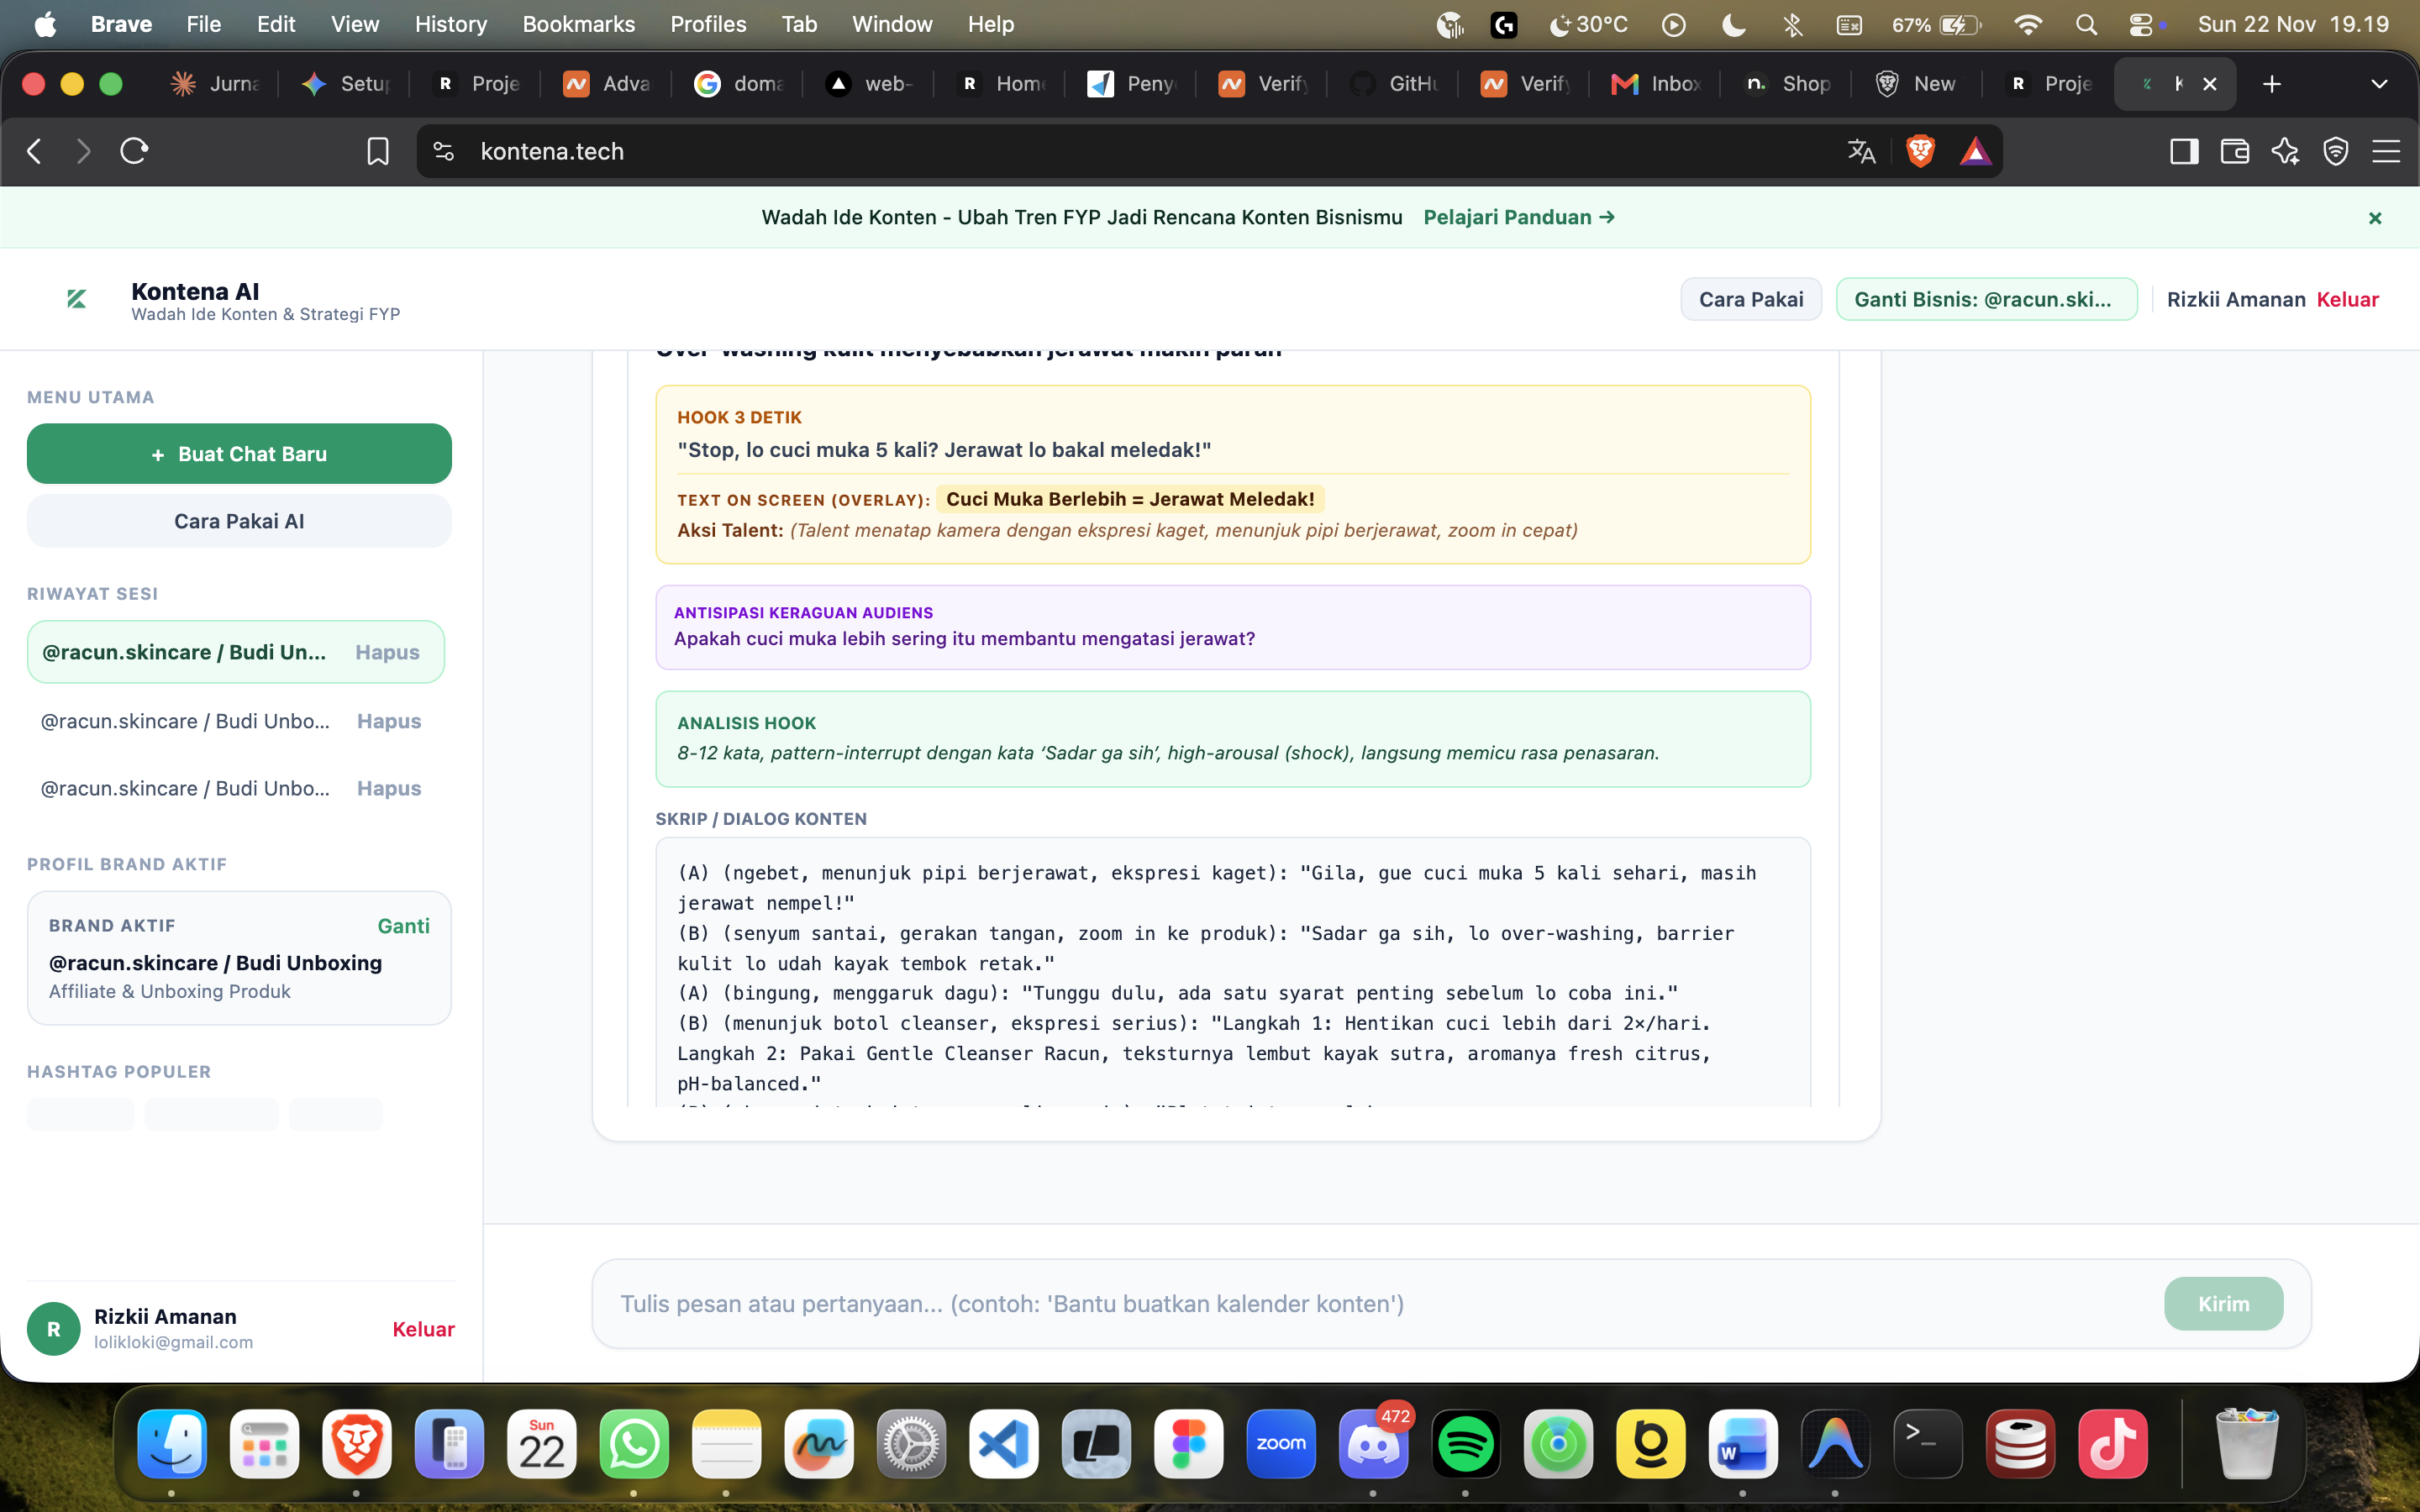 Brave File Edit View History Bookmarks Profiles Tab Window Help 30°C 67% Sun 22 Nov 19.19
Jurna Setup Proje Adva doma web- Home Peny Verify GitHu Verify Inbox n. Shop New Proje K
kontena.tech
Wadah Ide Konten - Ubah Tren FYP Jadi Rencana Konten Bisnismu Pelajari Panduan →
Kontena AI
Wadah Ide Konten & Strategi FYP
Cara Pakai
Ganti Bisnis: @racun.ski...
Rizkii Amanan Keluar
MENU UTAMA
+ Buat Chat Baru
Cara Pakai AI
RIWAYAT SESI
@racun.skincare / Budi Un... Hapus
@racun.skincare / Budi Unbo... Hapus
@racun.skincare / Budi Unbo... Hapus
PROFIL BRAND AKTIF
BRAND AKTIF Ganti
@racun.skincare / Budi Unboxing
Affiliate & Unboxing Produk
HASHTAG POPULER
R
Rizkii Amanan
lolikloki@gmail.com
Keluar
Over-washing kulit menyebabkan jerawat makin parah
HOOK 3 DETIK
"Stop, lo cuci muka 5 kali? Jerawat lo bakal meledak!"
TEXT ON SCREEN (OVERLAY): Cuci Muka Berlebih = Jerawat Meledak!
Aksi Talent: (Talent menatap kamera dengan ekspresi kaget, menunjuk pipi berjerawat, zoom in cepat)
ANTISIPASI KERAGUAN AUDIENS
Apakah cuci muka lebih sering itu membantu mengatasi jerawat?
ANALISIS HOOK
8-12 kata, pattern-interrupt dengan kata ‘Sadar ga sih’, high-arousal (shock), langsung memicu rasa penasaran.
SKRIP / DIALOG KONTEN
(A) (ngebet, menunjuk pipi berjerawat, ekspresi kaget): "Gila, gue cuci muka 5 kali sehari, masih
jerawat nempel!"
(B) (senyum santai, gerakan tangan, zoom in ke produk): "Sadar ga sih, lo over-washing, barrier
kulit lo udah kayak tembok retak."
(A) (bingung, menggaruk dagu): "Tunggu dulu, ada satu syarat penting sebelum lo coba ini."
(B) (menunjuk botol cleanser, ekspresi serius): "Langkah 1: Hentikan cuci lebih dari 2×/hari.
Langkah 2: Pakai Gentle Cleanser Racun, teksturnya lembut kayak sutra, aromanya fresh citrus,
pH-balanced."
Tulis pesan atau pertanyaan... (contoh: 'Bantu buatkan kalender konten')
Kirim
Sun
22
zoom
472
W
>_